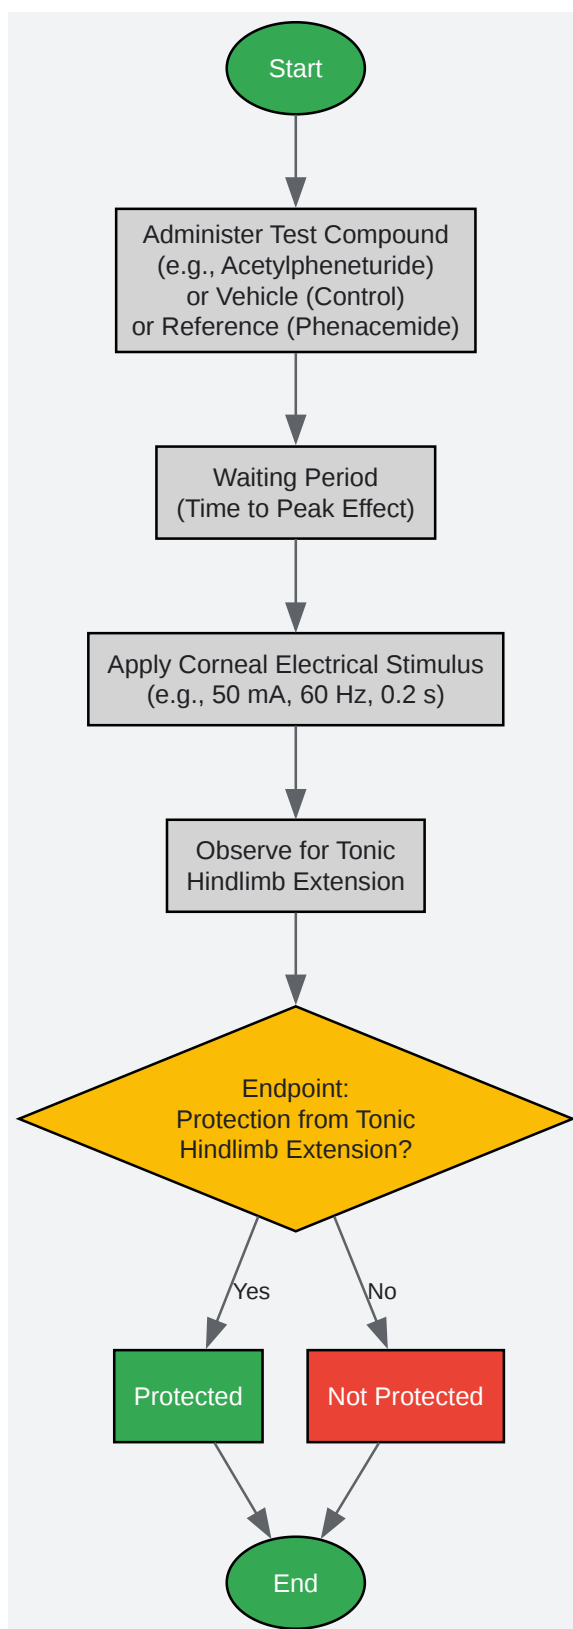 Start
Administer Test Compound
(e.g., Acetylpheneturide)
or Vehicle (Control)
or Reference (Phenacemide)
Waiting Period
(Time to Peak Effect)
Apply Corneal Electrical Stimulus
(e.g., 50 mA, 60 Hz, 0.2 s)
Observe for Tonic
Hindlimb Extension
Endpoint:
Protection from Tonic
Hindlimb Extension?
Yes
No
Protected
Not Protected
End